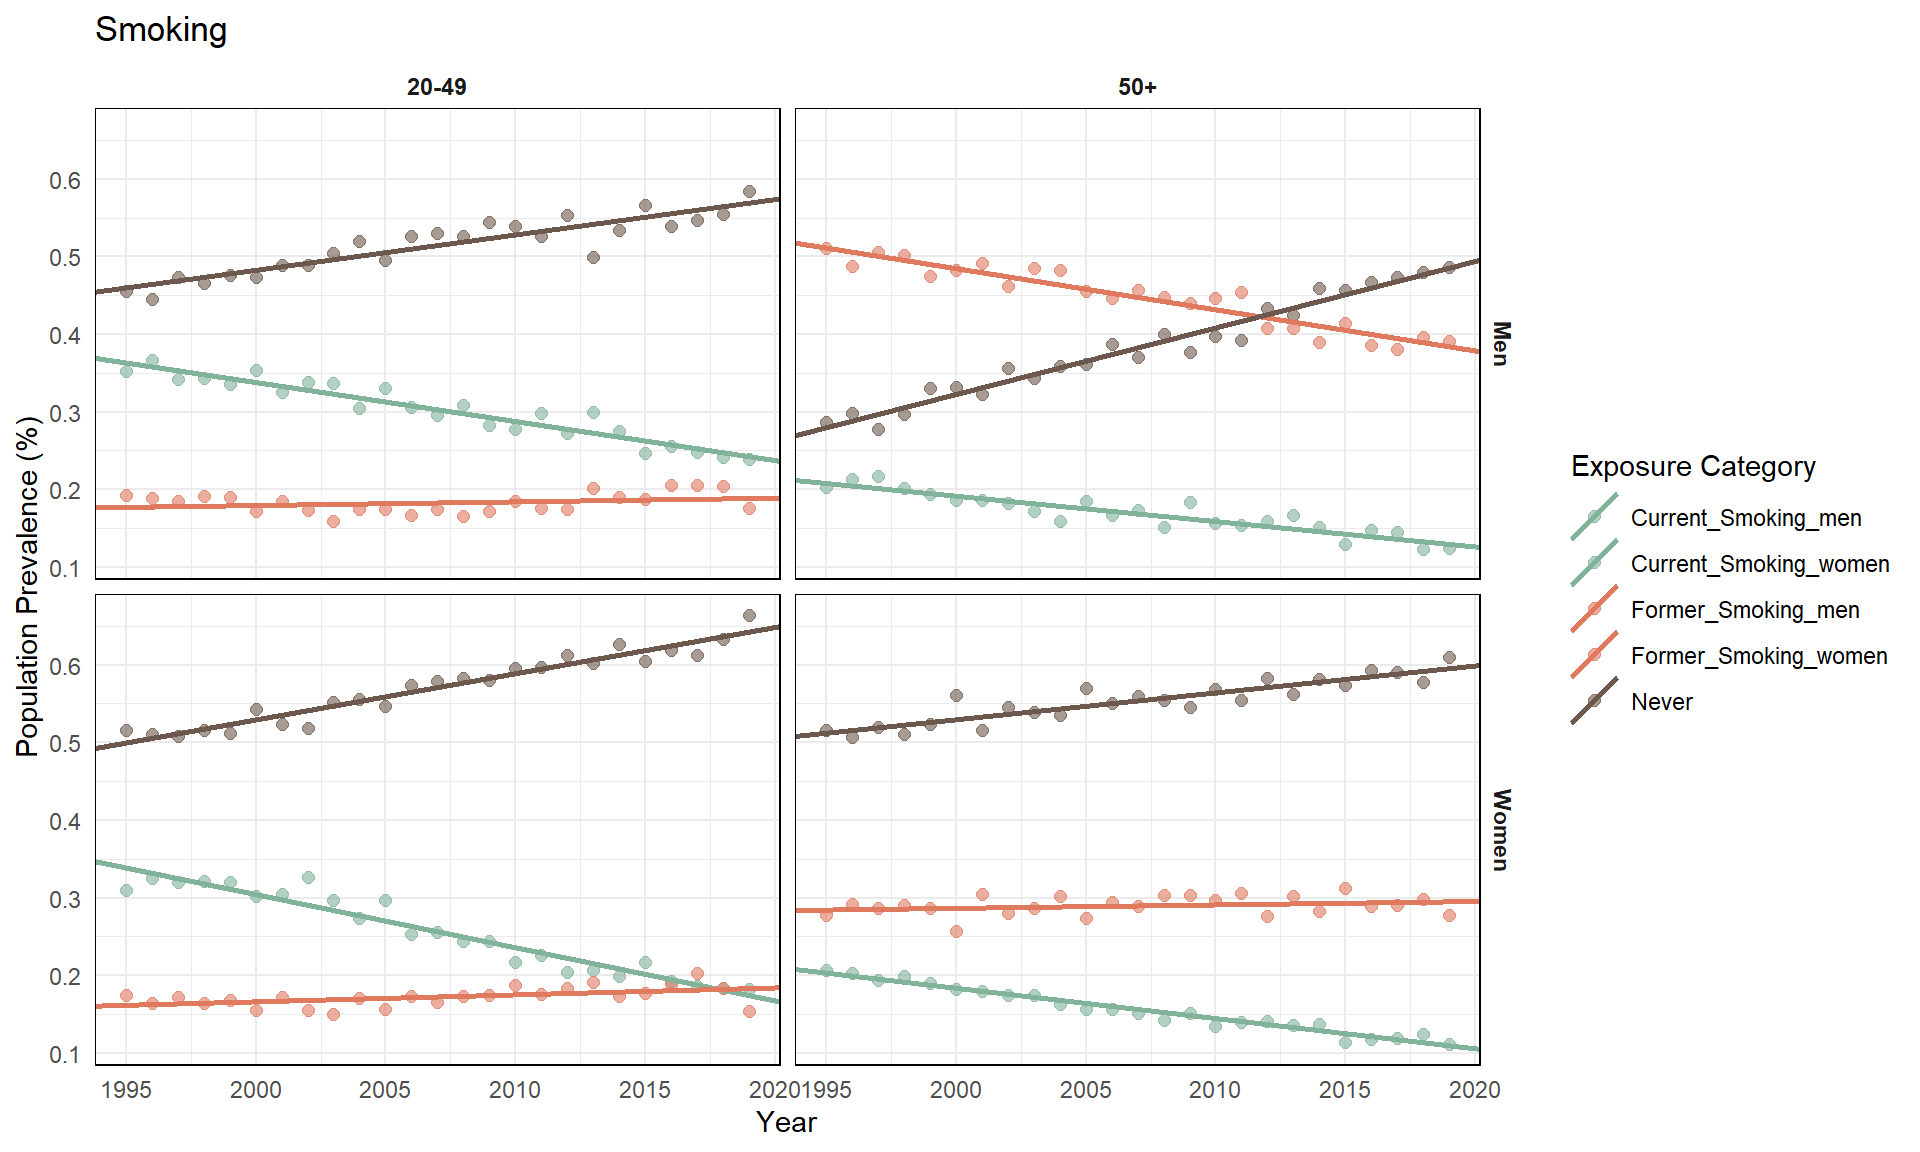 Smoking
20-49
50+
0.6
0.5
0.4
0.3
0.2
0.1
Men
0.6
0.5
0.4
0.3
0.2
0.1
Women
Population Prevalence (%)
1995 2000 2005 2010 2015 2020
1995 2000 2005 2010 2015 2020
Year
Exposure Category
Current_Smoking_men
Current_Smoking_women
Former_Smoking_men
Former_Smoking_women
Never